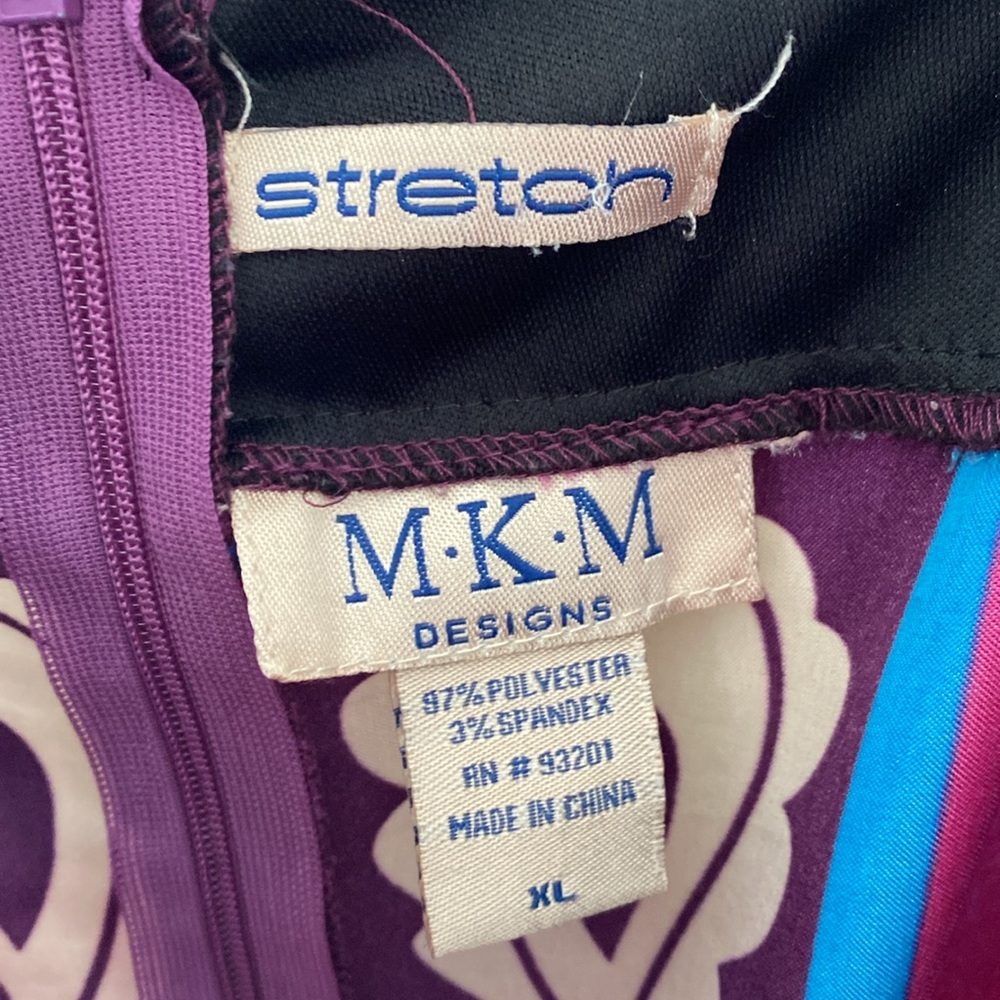 stretch
M·K·M
DESIGNS
97% POLYESTER
3% SPANDEX
RN # 93201
MADE IN CHINA
XL